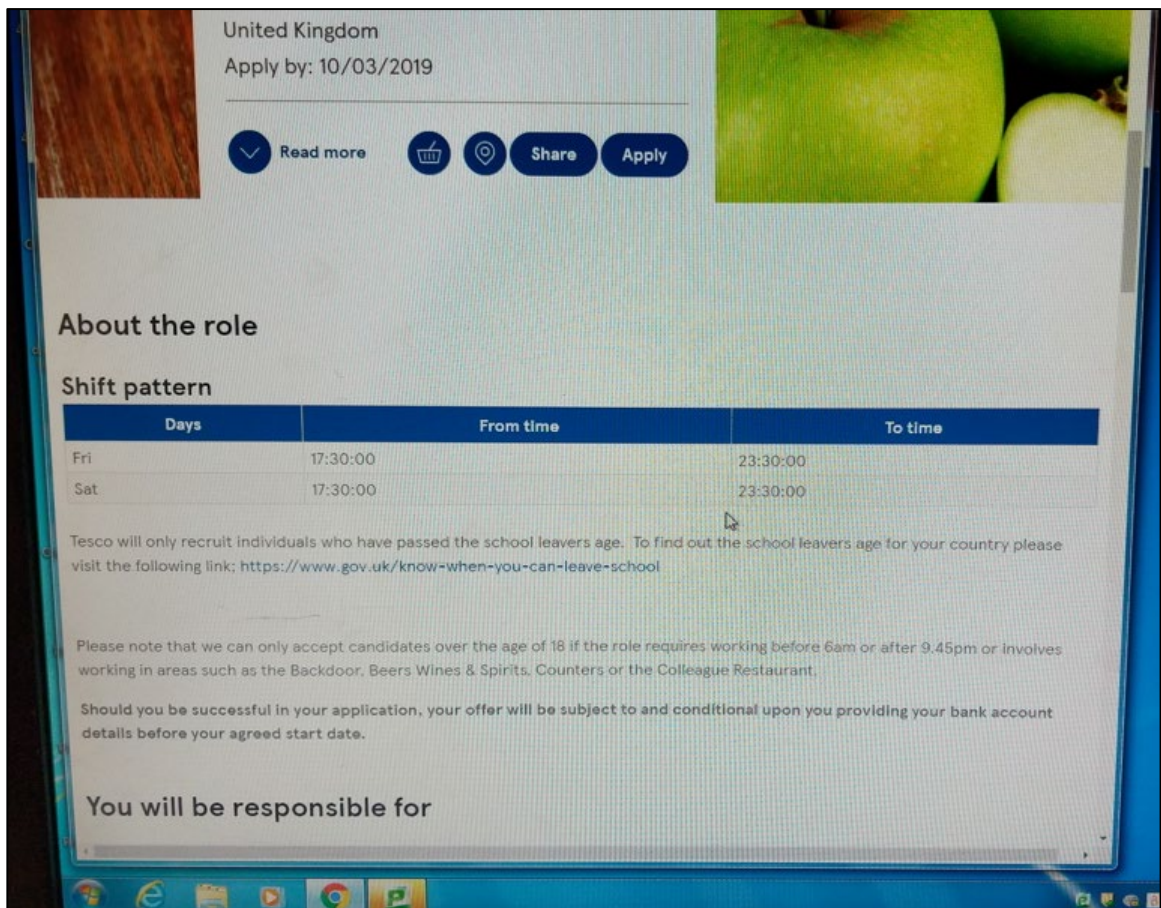 United Kingdom
Apply by: 10/03/2019
Read more
Share
Apply
About the role
Shift pattern
Days From time To time
Fri 17:30:00 23:30:00
Sat 17:30:00 23:30:00
Tesco will only recruit individuals who have passed the school leavers age. To find out the school leavers age for your country please
visit the following link; https://www.gov.uk/know-when-you-can-leave-school
Please note that we can only accept candidates over the age of 18 if the role requires working before 6am or after 9.45pm or involves
working in areas such as the Backdoor, Beers Wines & Spirits, Counters or the Colleague Restaurant.
Should you be successful in your application, your offer will be subject to and conditional upon you providing your bank account
details before your agreed start date.
You will be responsible for